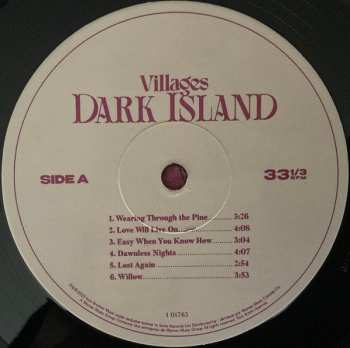 Villages
DARK ISLAND
SIDE A
33 1/3
RPM
1. Wearing Through the Pine 3:26
2. Love Will Live On 4:08
3. Easy When You Know How 3:04
4. Dawnless Nights 4:07
5. Lost Again 2:54
6. Willow 3:53
1 01765